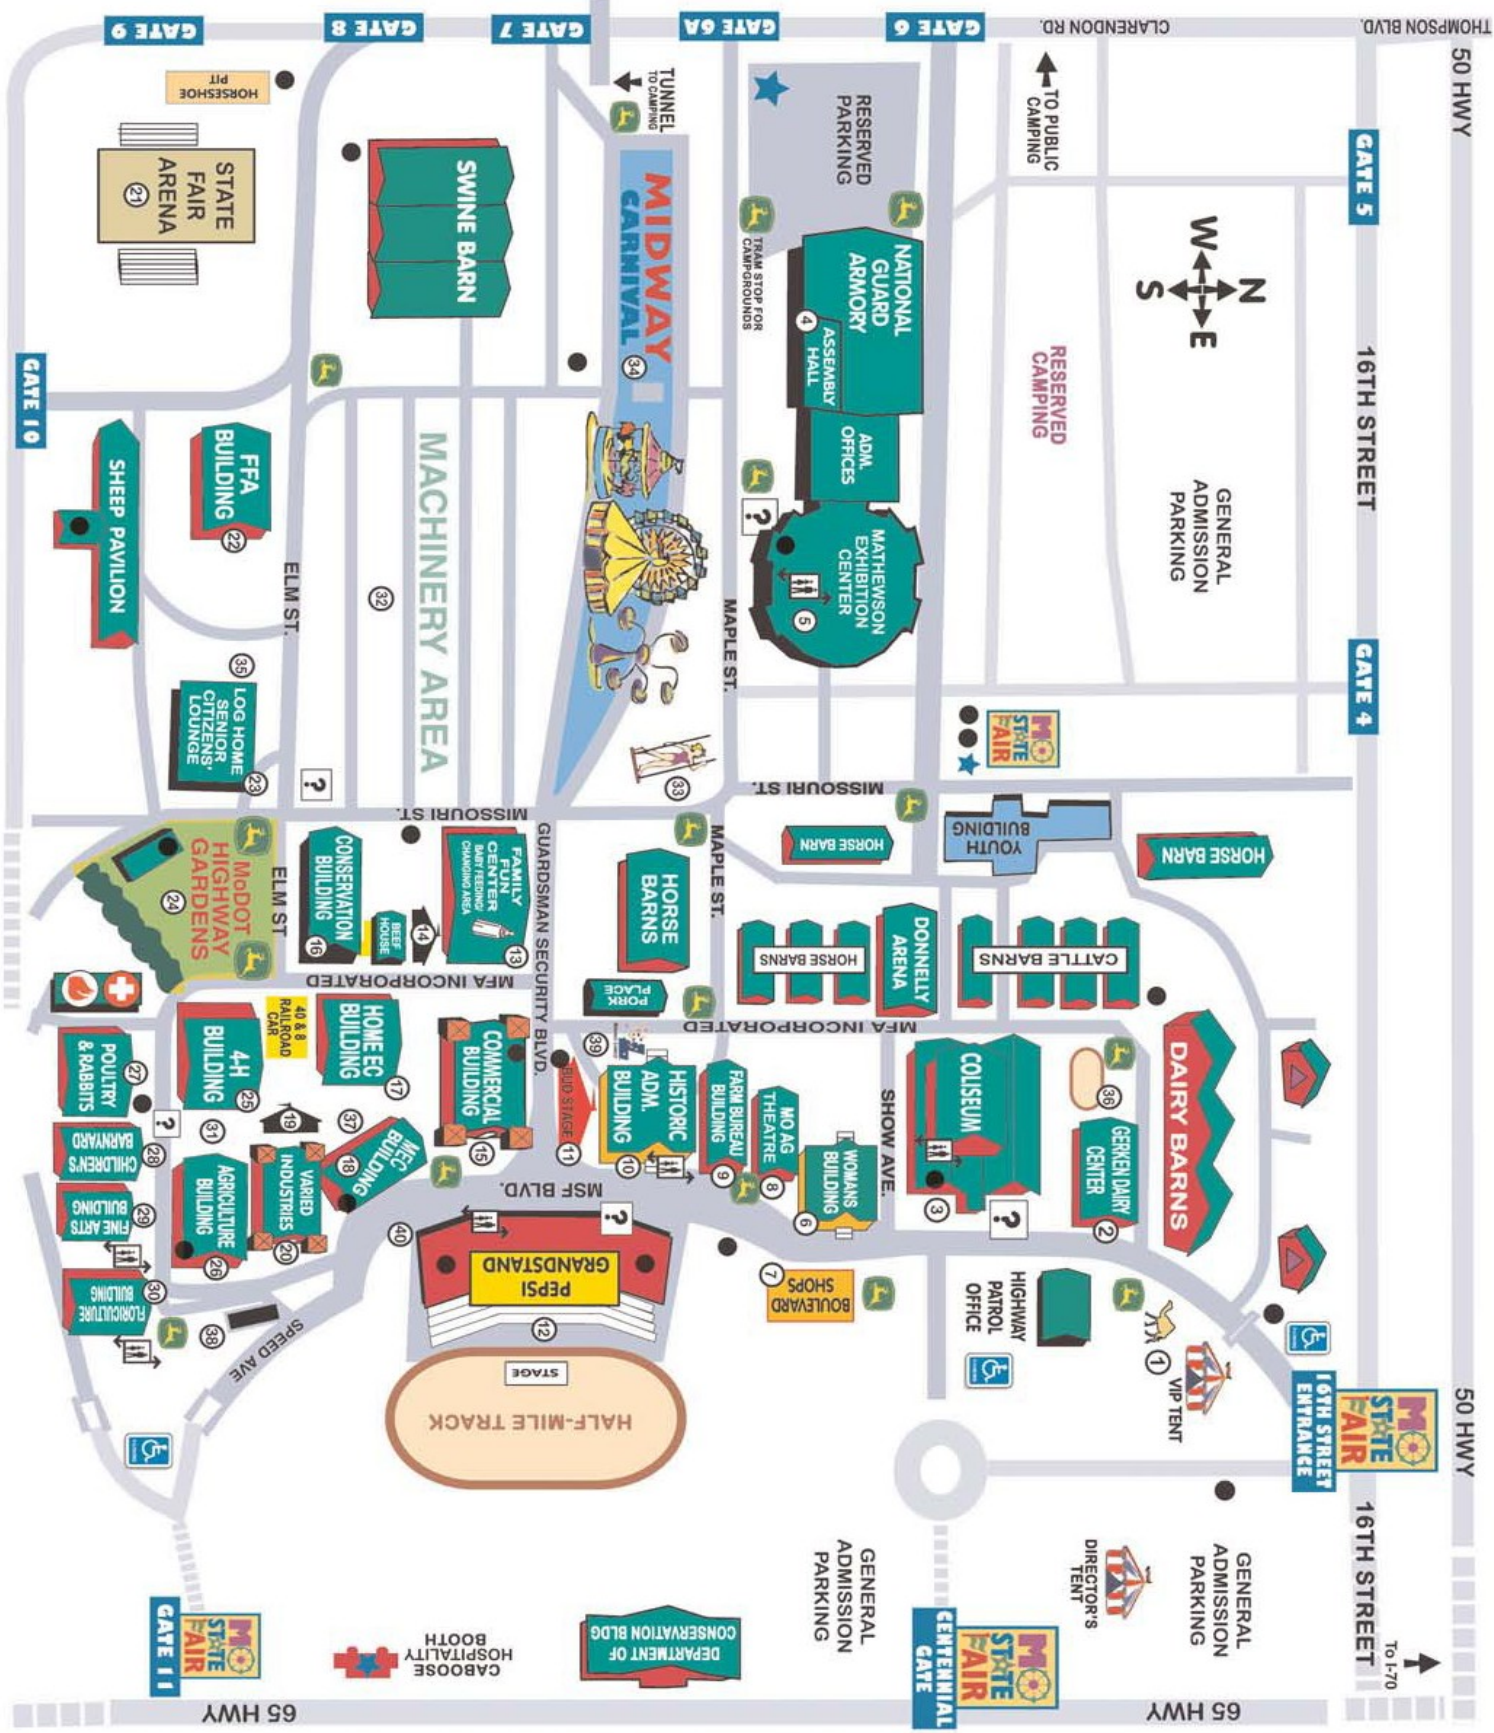 GATE 9
GATE 8
GATE 7
GATE 6A
GATE 6
CLARENDON RD.
THOMPSON BLVD.
50 HWY
HORSESHOE
PIT
TUNNEL
TO CAMPING
RESERVED
PARKING
TO PUBLIC
CAMPING
GATE 5
STATE
FAIR
ARENA
21
SWINE BARN
MIDWAY
CARNIVAL
34
TRAM STOP FOR
CAMPGROUNDS
NATIONAL
GUARD
ARMORY
4
ASSEMBLY
HALL
N
W
E
S
RESERVED
CAMPING
16TH STREET
GATE 10
ADM.
OFFICES
GENERAL
ADMISSION
PARKING
SHEEP PAVILION
FFA
BUILDING
22
ELM ST.
32
MACHINERY AREA
?
MATHEWSON
EXHIBITION
CENTER
5
MAPLE ST.
GATE 4
35
LOG HOME
SENIOR
CITIZENS'
LOUNGE
23
?
33
MO
STATE
FAIR
MISSOURI ST.
MISSOURI ST.
MoDOT
HIGHWAY
GARDENS
24
ELM ST
CONSERVATION
BUILDING
16
BEEF
HOUSE
14
FAMILY
FUN
CENTER
BABY FEEDING/
CHANGING AREA
13
GUARDSMAN SECURITY BLVD.
HORSE
BARNS
MAPLE ST.
HORSE BARN
YOUTH
BUILDING
HORSE BARN
HORSE BARNS
DONNELLY
ARENA
CATTLE BARNS
MFA INCORPORATED
PORK
PLACE
MFA INCORPORATED
POULTRY
& RABBITS
27
4-H
BUILDING
25
40 & 8
RAILROAD
CAR
HOME EC
BUILDING
17
COMMERCIAL
BUILDING
15
BUD STAGE
11
39
HISTORIC
ADM.
BUILDING
10
FARM BUREAU
BUILDING
9
MO AG
THEATRE
8
WOMANS
BUILDING
6
SHOW AVE.
COLISEUM
3
36
GERKEN DAIRY
CENTER
2
DAIRY BARNS
?
CHILDREN'S
BARNYARD
28
31
19
37
MEC
BUILDING
18
FINE ARTS
BUILDING
29
AGRICULTURE
BUILDING
26
VARIED
INDUSTRIES
20
MSF BLVD.
?
?
40
PEPSI
GRANDSTAND
12
7
BOULEVARD
SHOPS
HIGHWAY
PATROL
OFFICE
1
VIP TENT
FLORICULTURE
BUILDING
30
38
SPEED AVE
STAGE
HALF-MILE TRACK
16TH STREET
ENTRANCE
MO
STATE
FAIR
50 HWY
16TH STREET
GENERAL
ADMISSION
PARKING
DIRECTOR'S
TENT
GENERAL
ADMISSION
PARKING
GATE 11
MO
STATE
FAIR
CABOOSE
HOSPITALITY
BOOTH
DEPARTMENT OF
CONSERVATION BLDG
CENTENNIAL
GATE
MO
STATE
FAIR
To I-70
65 HWY
65 HWY